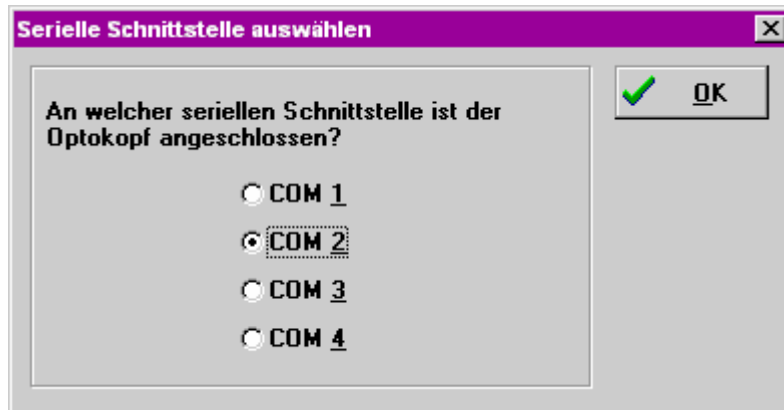 Serielle Schnittstelle auswählen
An welcher seriellen Schnittstelle ist der
Optokopf angeschlossen?
OK
COM 1
COM 2
COM 3
COM 4